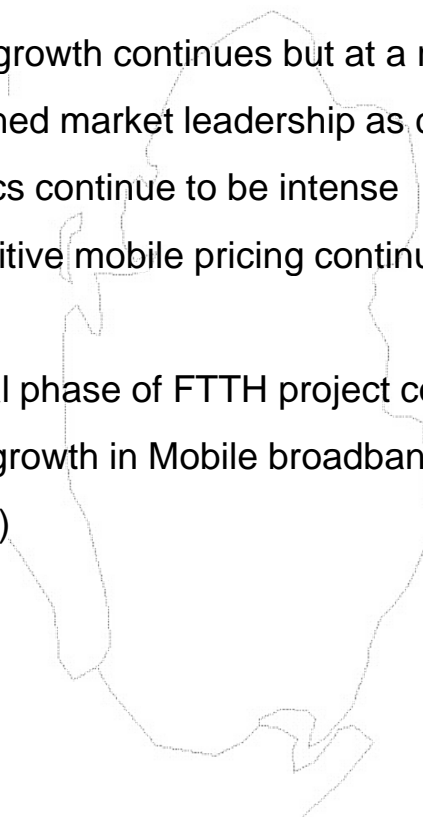 growth continues but at a
ned market leadership as
cs continue to be intense
itive mobile pricing continu
al phase of FTTH project
growth in Mobile broadban
)